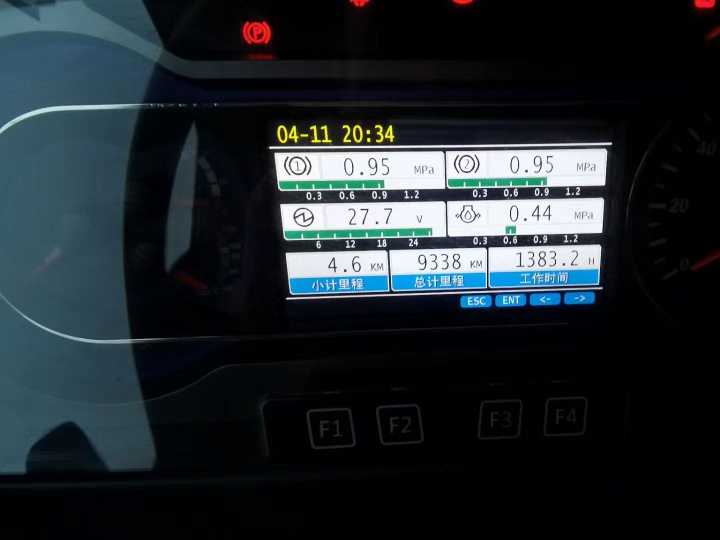 (P)
04-11 20:34
1 0.95 MPa
0.3 0.6 0.9 1.2
2 0.95 MPa
0.3 0.6 0.9 1.2
27.7 V
6 12 18 24
0.44 MPa
0.3 0.6 0.9 1.2
4.6 KM
小计里程
9338 KM
总计里程
1383.2 H
工作时间
ESC ENT <- ->
40
20
0
F1 F2 F3 F4